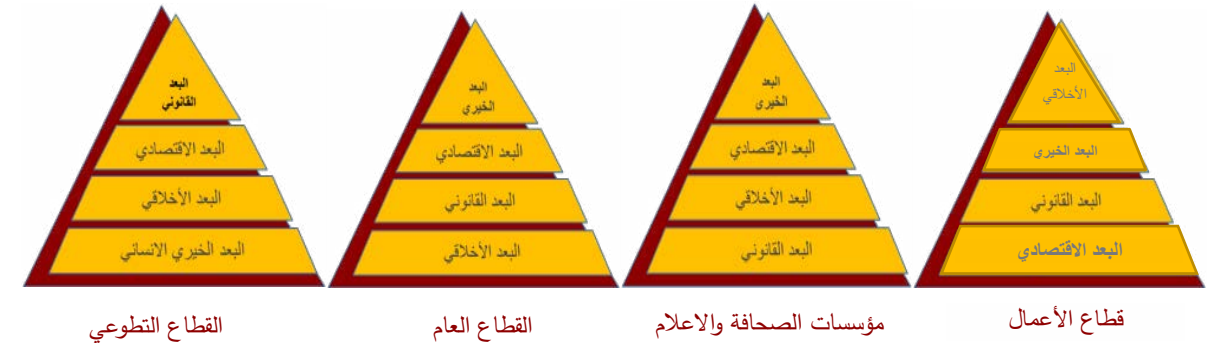 البعد
الأخلاقي
البعد الخيري
البعد القانوني
البعد الاقتصادي
قطاع الأعمال
البعد
الخيري
البعد الاقتصادي
البعد الأخلاقي
البعد القانوني
مؤسسات الصحافة والاعلام
البعد
الخيري
البعد الاقتصادي
البعد القانوني
البعد الأخلاقي
القطاع العام
البعد
القانوني
البعد الاقتصادي
البعد الأخلاقي
البعد الخيري الانساني
القطاع التطوعي